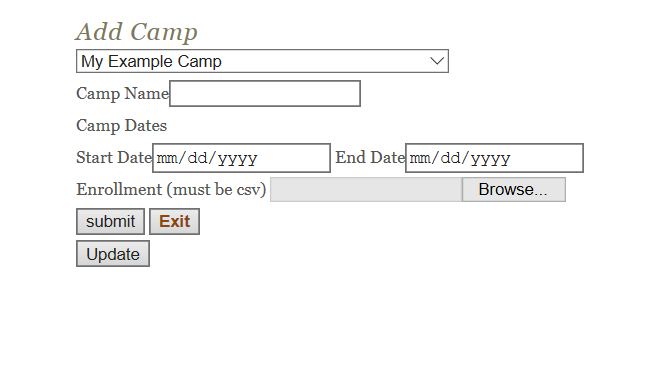 Add Camp
My Example Camp
Camp Name
Camp Dates
Start Date mm/dd/yyyy End Date mm/dd/yyyy
Enrollment (must be csv) Browse...
submit Exit
Update